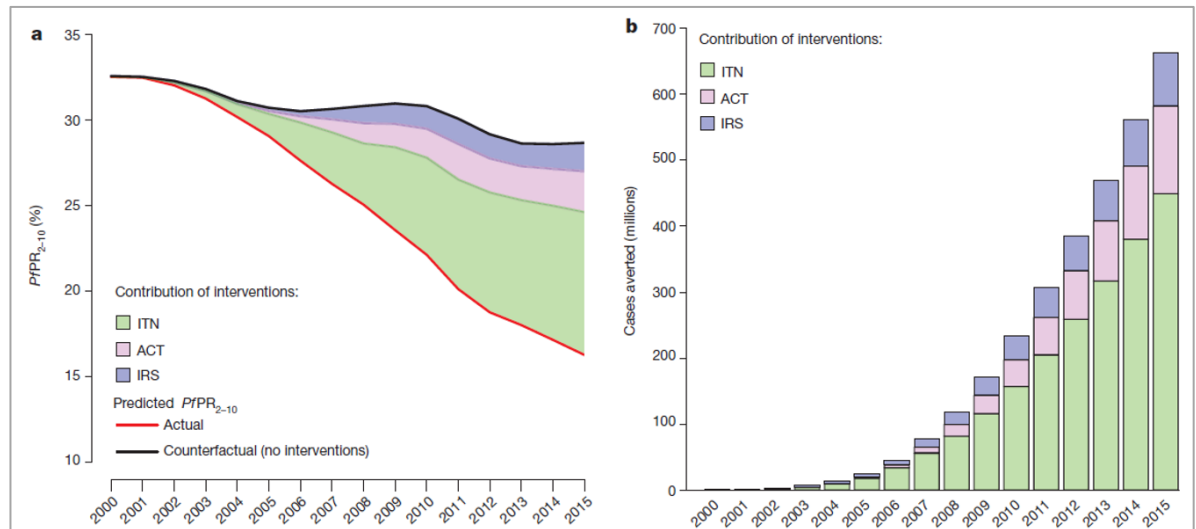 a
35
30
25
20
15
10
PfPR2–10 (%)
Contribution of interventions:
ITN
ACT
IRS
Predicted PfPR2–10
Actual
Counterfactual (no interventions)
2000 2001 2002 2003 2004 2005 2006 2007 2008 2009 2010 2011 2012 2013 2014 2015
b
700
600
500
400
300
200
100
0
Cases averted (millions)
Contribution of interventions:
ITN
ACT
IRS
2000 2001 2002 2003 2004 2005 2006 2007 2008 2009 2010 2011 2012 2013 2014 2015